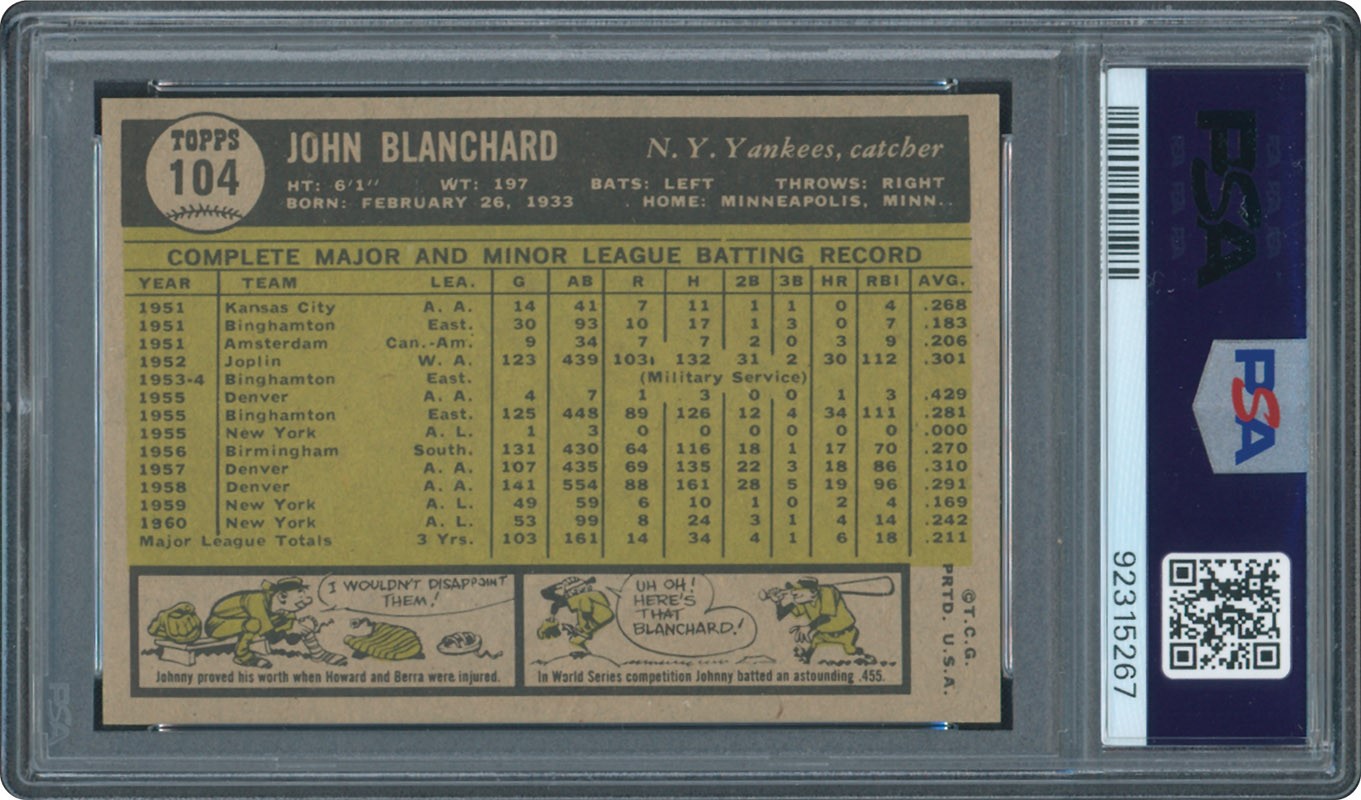 TOPPS
104
JOHN BLANCHARD
N. Y. Yankees, catcher
HT: 6'1" WT: 197 BATS: LEFT THROWS: RIGHT
BORN: FEBRUARY 26, 1933 HOME: MINNEAPOLIS, MINN.
COMPLETE MAJOR AND MINOR LEAGUE BATTING RECORD
YEAR TEAM LEA. G AB R H 2B 3B HR RBI AVG.
1951 Kansas City A. A. 14 41 7 11 1 1 0 4 .268
1951 Binghamton East. 30 93 10 17 1 3 0 7 .183
1951 Amsterdam Can.-Am. 9 34 7 7 2 0 3 9 .206
1952 Joplin W. A. 123 439 103 132 31 2 30 112 .301
1953-4 Binghamton East. (Military Service)
1955 Denver A. A. 4 7 1 3 0 0 1 3 .429
1955 Binghamton East. 125 448 89 126 12 4 34 111 .281
1955 New York A. L. 1 3 0 0 0 0 0 0 .000
1956 Birmingham South. 131 430 64 116 18 1 17 70 .270
1957 Denver A. A. 107 435 69 135 22 3 18 86 .310
1958 Denver A. A. 141 554 88 161 28 5 19 96 .291
1959 New York A. L. 49 59 6 10 1 0 2 4 .169
1960 New York A. L. 53 99 8 24 3 1 4 14 .242
Major League Totals 3 Yrs. 103 161 14 34 4 1 6 18 .211
I WOULDN'T DISAPPOINT
THEM!
Johnny proved his worth when Howard and Berra were injured.
UH OH!
HERE'S
THAT
BLANCHARD!
In World Series competition Johnny batted an astounding .455.
©T.C.G.
PRTD. U.S.A.
PSA
PSA
92315267
PSA